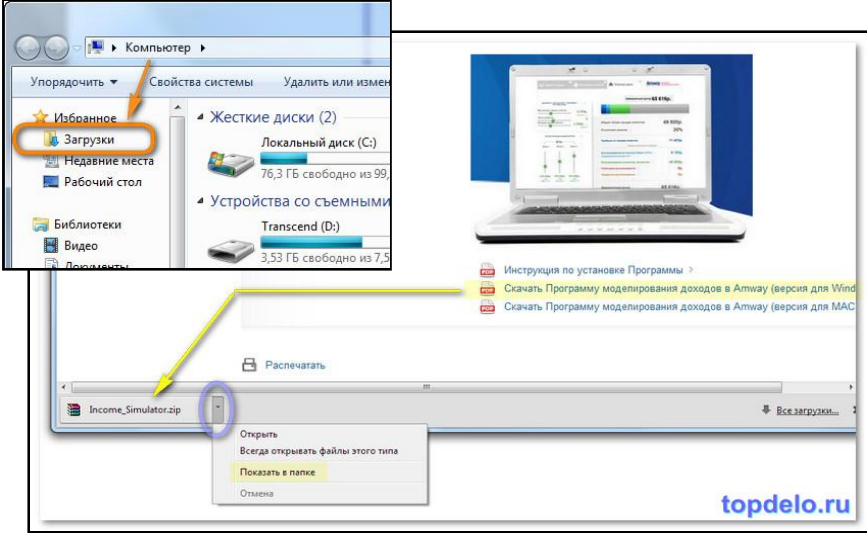 Компьютер
Упорядочить
Свойства системы
Удалить или измен
Избранное
Загрузки
Недавние места
Рабочий стол
Библиотеки
Видео
Документы
Жесткие диски (2)
Локальный диск (C:)
76,3 ГБ свободно из 99,
Устройства со съемными
Transcend (D:)
3,53 ГБ свободно из 7,5
Инструкция по установке Программы >
Скачать Программу моделирования доходов в Amway (версия для Wind
Скачать Программу моделирования доходов в Amway (версия для MAC
Распечатать
Income_Simulator.zip
Все загрузки...
Открыть
Всегда открывать файлы этого типа
Показать в папке
Отмена
topdelo.ru